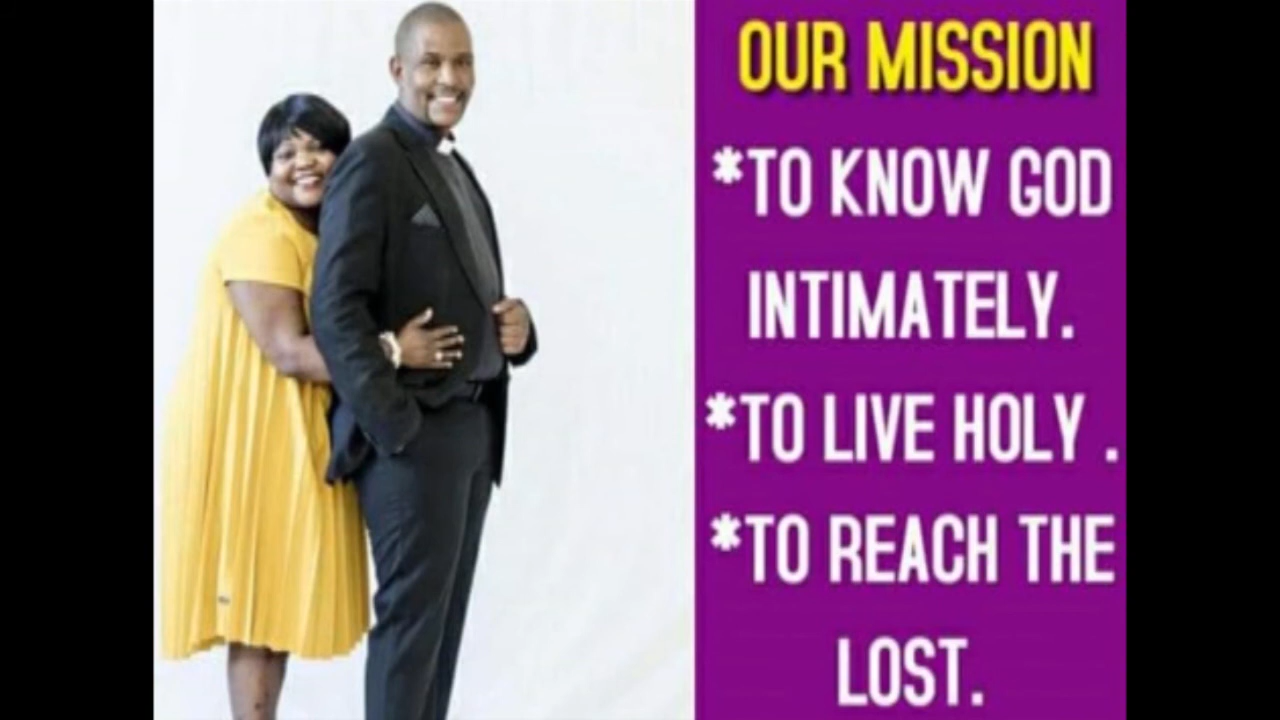 OUR MISSION
*TO KNOW GOD
INTIMATELY.
*TO LIVE HOLY .
*TO REACH THE
LOST.